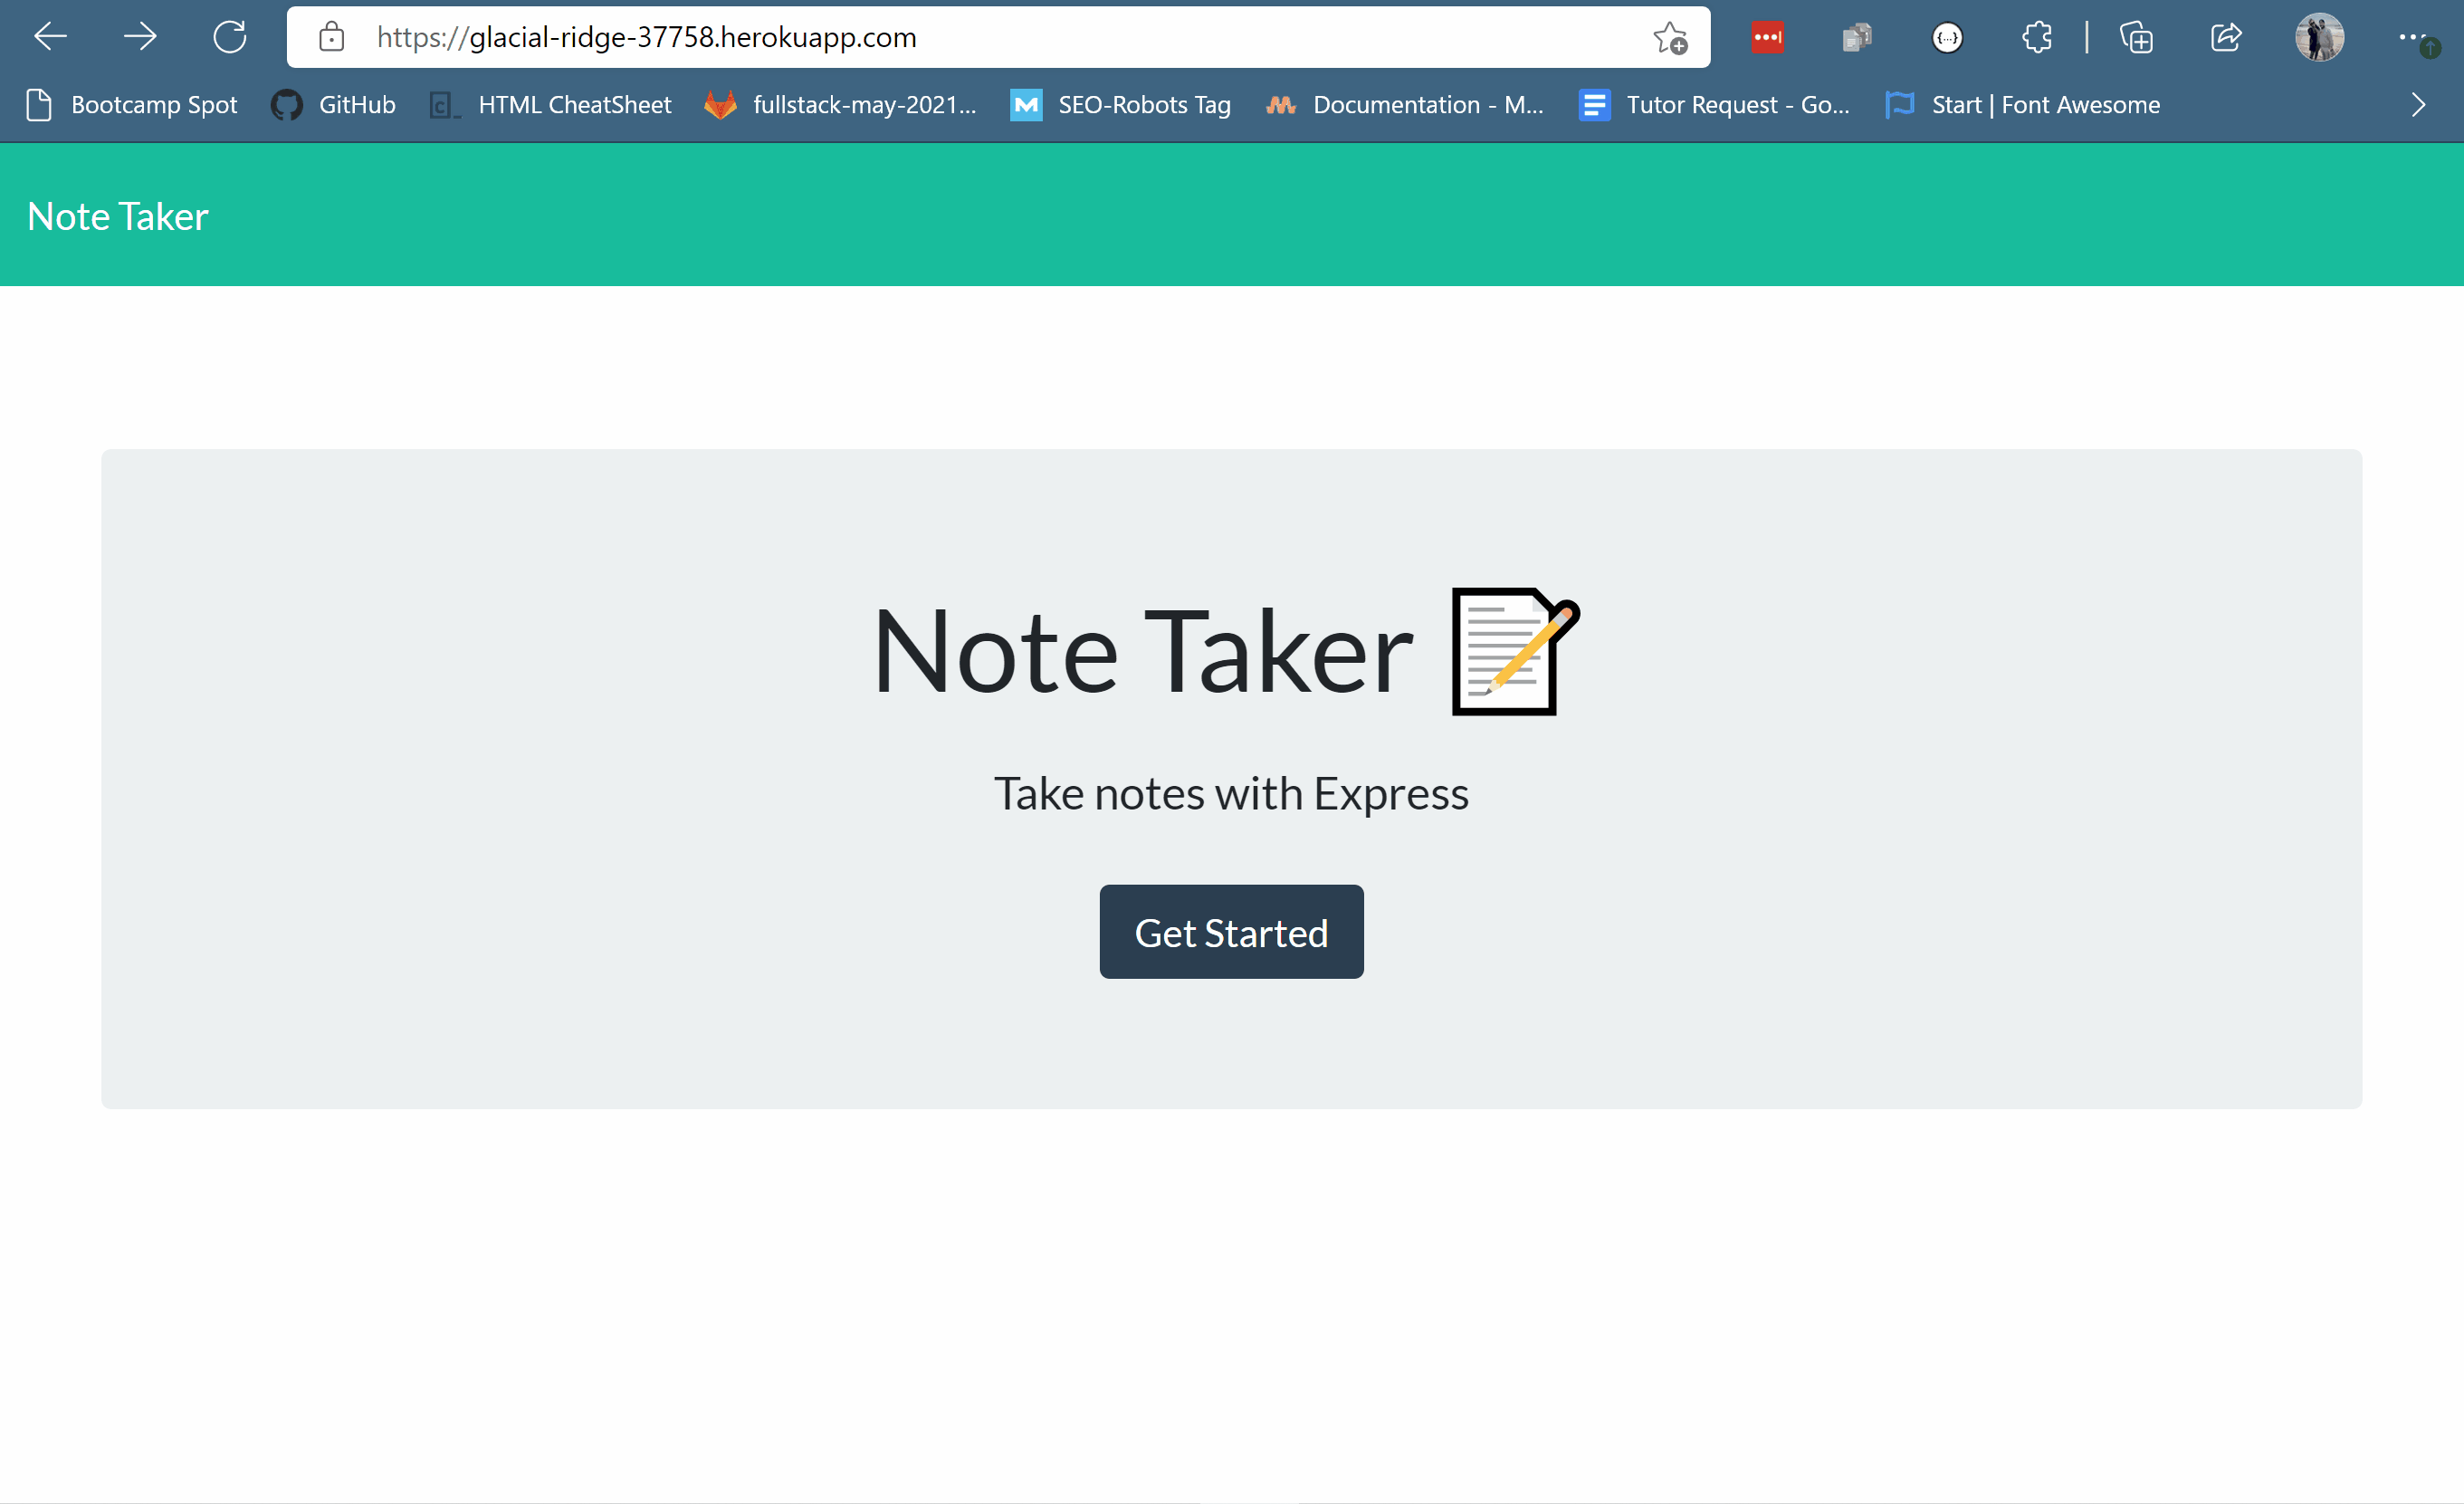 https://glacial-ridge-37758.herokuapp.com
Bootcamp Spot GitHub HTML CheatSheet fullstack-may-2021... SEO-Robots Tag Documentation - M... Tutor Request - Go... Start | Font Awesome
Note Taker
Note Taker
Take notes with Express
Get Started